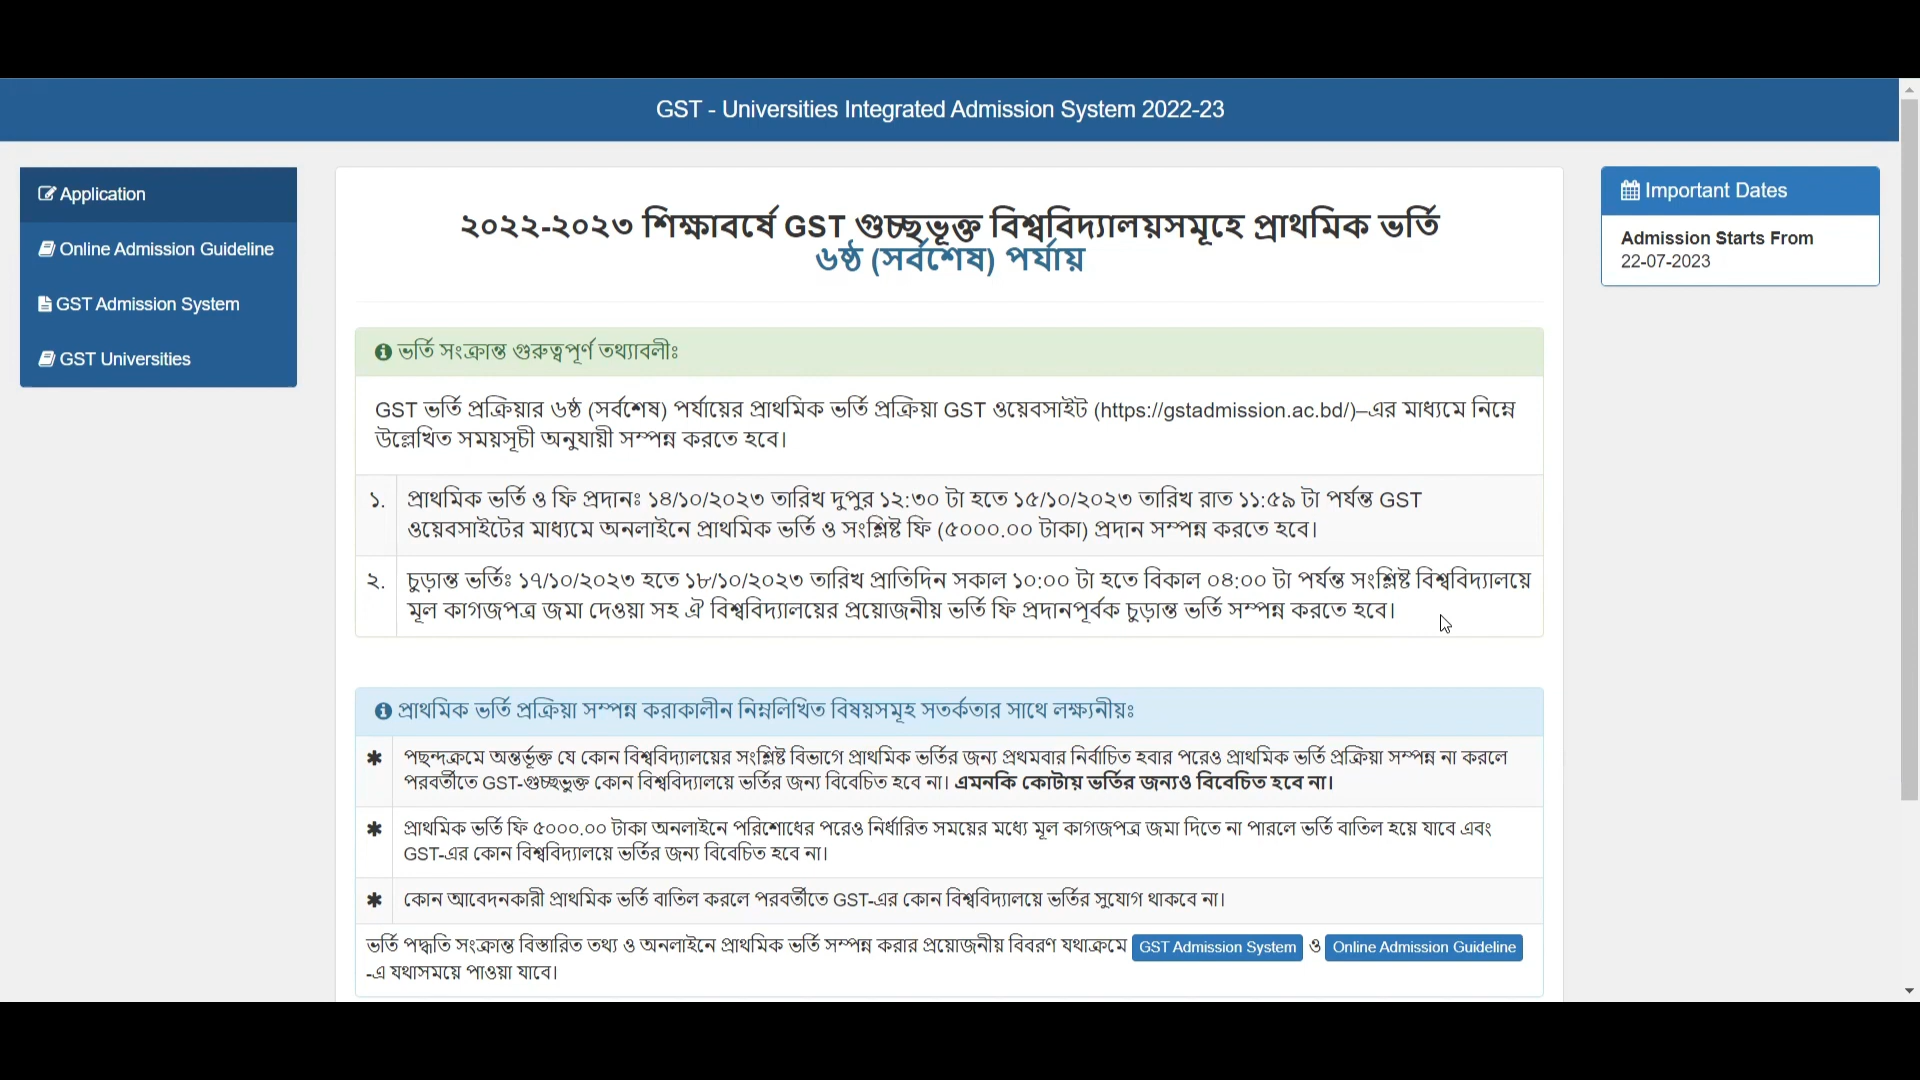 GST - Universities Integrated Admission System 2022-23
Application
Online Admission Guideline
GST Admission System
GST Universities
২০২২-২০২৩ শিক্ষাবর্ষে GST গুচ্ছভূক্ত বিশ্ববিদ্যালয়সমূহে প্রাথমিক ভর্তি
৬ষ্ঠ (সর্বশেষ) পর্যায়
ভর্তি সংক্রান্ত গুরুত্বপূর্ণ তথ্যাবলীঃ
GST ভর্তি প্রক্রিয়ার ৬ষ্ঠ (সর্বশেষ) পর্যায়ের প্রাথমিক ভর্তি প্রক্রিয়া GST ওয়েবসাইট (https://gstadmission.ac.bd/)–এর মাধ্যমে নিম্নে
উল্লেখিত সময়সূচী অনুযায়ী সম্পন্ন করতে হবে।
১. প্রাথমিক ভর্তি ও ফি প্রদানঃ ১৪/১০/২০২৩ তারিখ দুপুর ১২:৩০ টা হতে ১৫/১০/২০২৩ তারিখ রাত ১১:৫৯ টা পর্যন্ত GST
ওয়েবসাইটের মাধ্যমে অনলাইনে প্রাথমিক ভর্তি ও সংশ্লিষ্ট ফি (৫০০০.০০ টাকা) প্রদান সম্পন্ন করতে হবে।
২. চুড়ান্ত ভর্তিঃ ১৭/১০/২০২৩ হতে ১৮/১০/২০২৩ তারিখ প্রতিদিন সকাল ১০:০০ টা হতে বিকাল ০৪:০০ টা পর্যন্ত সংশ্লিষ্ট বিশ্ববিদ্যালয়ে
মূল কাগজপত্র জমা দেওয়া সহ ঐ বিশ্ববিদ্যালয়ের প্রয়োজনীয় ভর্তি ফি প্রদানপূর্বক চুড়ান্ত ভর্তি সম্পন্ন করতে হবে।
প্রাথমিক ভর্তি প্রক্রিয়া সম্পন্ন করাকালীন নিম্নলিখিত বিষয়সমূহ সতর্কতার সাথে লক্ষ্যনীয়ঃ
✱ পছন্দক্রমে অন্তর্ভূক্ত যে কোন বিশ্ববিদ্যালয়ের সংশ্লিষ্ট বিভাগে প্রাথমিক ভর্তির জন্য প্রথমবার নির্বাচিত হবার পরেও প্রাথমিক ভর্তি প্রক্রিয়া সম্পন্ন না করলে
পরবর্তীতে GST-গুচ্ছভুক্ত কোন বিশ্ববিদ্যালয়ে ভর্তির জন্য বিবেচিত হবে না। এমনকি কোটায় ভর্তির জন্যও বিবেচিত হবে না।
✱ প্রাথমিক ভর্তি ফি ৫০০০.০০ টাকা অনলাইনে পরিশোধের পরেও নির্ধারিত সময়ের মধ্যে মূল কাগজপত্র জমা দিতে না পারলে ভর্তি বাতিল হয়ে যাবে এবং
GST-এর কোন বিশ্ববিদ্যালয়ে ভর্তির জন্য বিবেচিত হবে না।
✱ কোন আবেদনকারী প্রাথমিক ভর্তি বাতিল করলে পরবর্তীতে GST-এর কোন বিশ্ববিদ্যালয়ে ভর্তির সুযোগ থাকবে না।
ভর্তি পদ্ধতি সংক্রান্ত বিস্তারিত তথ্য ও অনলাইনে প্রাথমিক ভর্তি সম্পন্ন করার প্রয়োজনীয় বিবরণ যথাক্রমে GST Admission System ও Online Admission Guideline
-এ যথাসময়ে পাওয়া যাবে।
Important Dates
Admission Starts From
22-07-2023